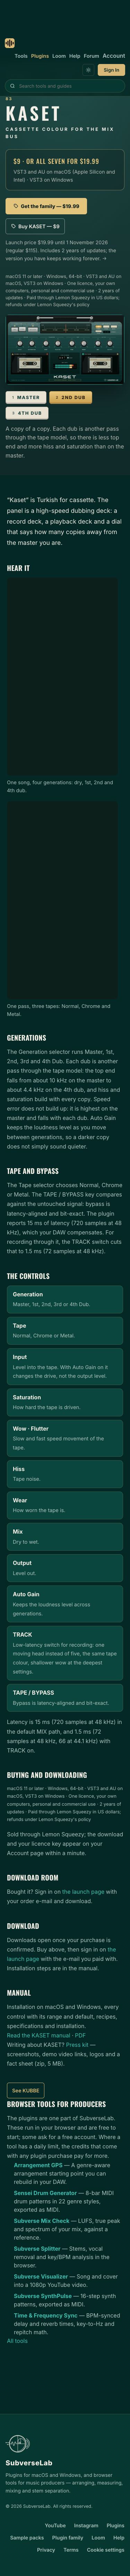 Tools Plugins Loom Help Forum Account
Sign in
Search tools and guides
KASET
CASSETTE COLOUR FOR THE MIX
BUS
$9 · OR ALL SEVEN FOR $19.99
VST3 and AU on macOS (Apple Silicon and
Intel) · VST3 on Windows
Get the family — $19.99
Buy KASET — $9
Launch price $9.99 until 1 November 2026
(regular $15). Includes 2 years of updates; the
version you have keeps working forever. →
macOS 11 or later · Windows, 64-bit · VST3 and AU on
macOS, VST3 on Windows · One licence, your own
computers, personal and commercial use · 2 years of
updates · Paid through Lemon Squeezy in US dollars;
refunds under Lemon Squeezy's policy
KASET
1 MASTER
2 2ND DUB
4 4TH DUB
A copy of a copy. Each dub is another pass
through the tape model, so there is less top
end and more hiss and saturation than on the
master.
“Kaset” is Turkish for cassette. The
panel is a high-speed dubbing deck: a
record deck, a playback deck and a dial
that says how many copies away from
the master you are.
HEAR IT
One song, four generations: dry, 1st, 2nd and
4th dub.
One pass, three tapes: Normal, Chrome and
Metal.
GENERATIONS
The Generation selector runs Master, 1st,
2nd, 3rd and 4th Dub. Each dub is another
pass through the tape model: the top end
falls from about 10 kHz on the master to
about 4.4 kHz on the 4th dub, and hiss and
saturation build with every copy. Speed
error does not build up: it is highest on the
master and falls with each dub. Auto Gain
keeps the loudness level as you move
between generations, so a darker copy
does not simply sound quieter.
TAPE AND BYPASS
The Tape selector chooses Normal, Chrome
or Metal. The TAPE / BYPASS key compares
against the untouched input: bypass is
latency-aligned and bit-exact. The plugin
reports 15 ms of latency (720 samples at 48
kHz), which your DAW compensates. For
recording through it, the TRACK switch cuts
that to 1.5 ms (72 samples at 48 kHz).
THE CONTROLS
Generation
Master, 1st, 2nd, 3rd or 4th Dub.
Tape
Normal, Chrome or Metal.
Input
Level into the tape. With Auto Gain on it
changes the drive, not the output level.
Saturation
How hard the tape is driven.
Wow · Flutter
Slow and fast speed movement of the
tape.
Hiss
Tape noise.
Wear
How worn the tape is.
Mix
Dry to wet.
Output
Level out.
Auto Gain
Keeps the loudness level across
generations.
TRACK
Low-latency switch for recording: one
moving head instead of five, the same tape
colour, shallower wow at the deepest
settings.
TAPE / BYPASS
Bypass is latency-aligned and bit-exact.
Latency is 15 ms (720 samples at 48 kHz) in
the default MIX path, and 1.5 ms (72
samples at 48 kHz, 66 at 44.1 kHz) with
TRACK on.
BUYING AND DOWNLOADING
macOS 11 or later · Windows, 64-bit · VST3 and AU on
macOS, VST3 on Windows · One licence, your own
computers, personal and commercial use · 2 years of
updates · Paid through Lemon Squeezy in US dollars;
refunds under Lemon Squeezy's policy
Sold through Lemon Squeezy; the download
and your licence key appear on your
Account page within a minute.
DOWNLOAD ROOM
Bought it? Sign in on the launch page with
your order e-mail and download.
DOWNLOAD
Downloads open once your purchase is
confirmed. Buy above, then sign in on the
launch page with the e-mail you paid with.
Installation steps are in the manual.
MANUAL
Installation on macOS and Windows, every
control with its range and default, recipes,
specifications and installation.
Read the KASET manual · PDF
Writing about KASET? Press kit —
screenshots, demo video links, logos and a
fact sheet (zip, 5 MB).
See KUBBE
BROWSER TOOLS FOR PRODUCERS
The plugins are one part of SubverseLab.
These run in your browser and are free to
start; some ask for a free account. Where a
tool has a daily limit, the credits that come
with any plugin purchase pay for more.
Arrangement GPS — A genre-aware
arrangement starting point you can
rebuild in your DAW.
Sensei Drum Generator — 8-bar MIDI
drum patterns in 22 genre styles,
exported as MIDI.
Subverse Mix Check — LUFS, true peak
and spectrum of your mix, against a
reference.
Subverse Splitter — Stems, vocal
removal and key/BPM analysis in the
browser.
Subverse Visualizer — Song and cover
into a 1080p YouTube video.
Subverse SynthPulse — 16-step synth
patterns, exported as MIDI.
Time & Frequency Sync — BPM-synced
delay and reverb times, key-to-Hz and
repitch math.
All tools
SubverseLab
Plugins for macOS and Windows, and browser
tools for music producers — arranging, measuring,
mixing and stem separation.
© 2026 SubverseLab. All rights reserved.
YouTube Instagram Plugins
Sample packs Plugin family Loom Help
Privacy Terms Cookie settings